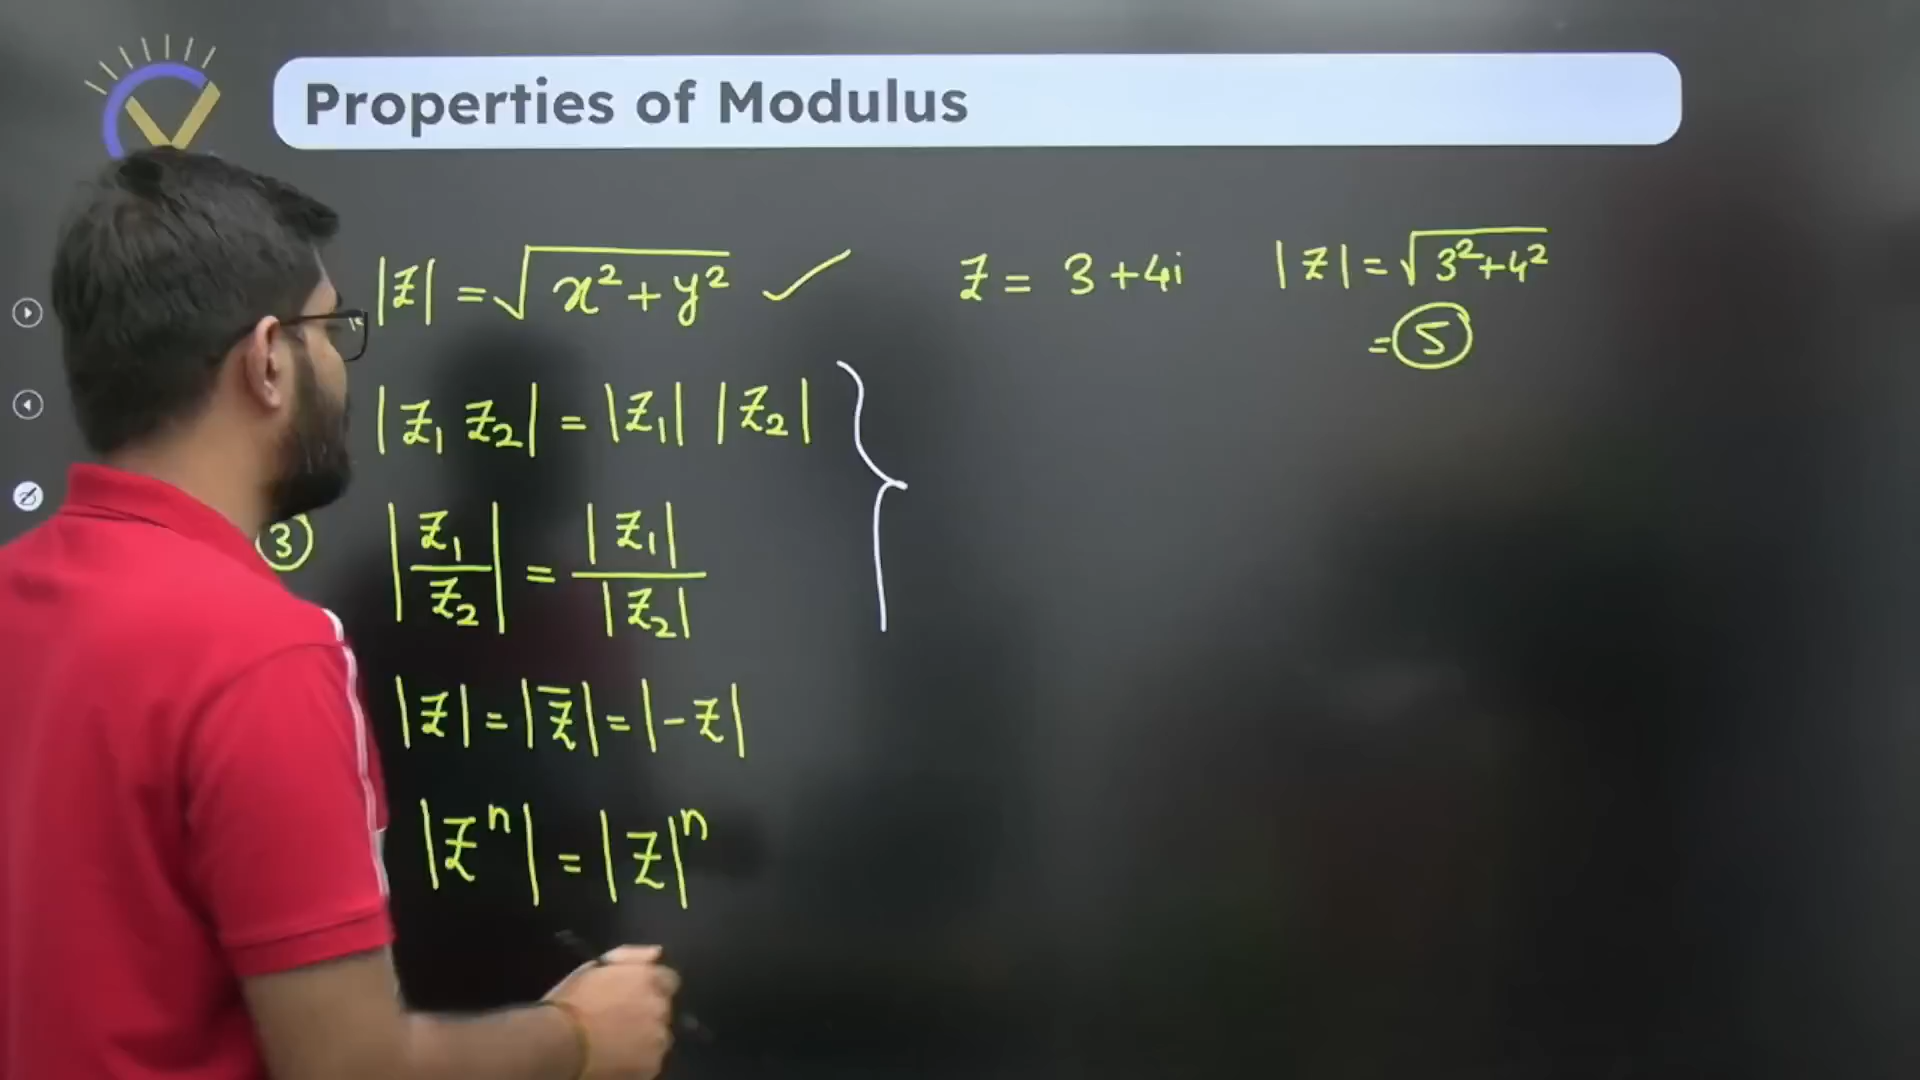 Properties of Modulus
|z| = √x²+y² ✓
z = 3+4i
|z| = √3²+4²
= 5
|z₁ z₂| = |z₁| |z₂|
3
|z₁/z₂| = |z₁|/|z₂|
|z| = |z̅| = |-z|
|zⁿ| = |z|ⁿ